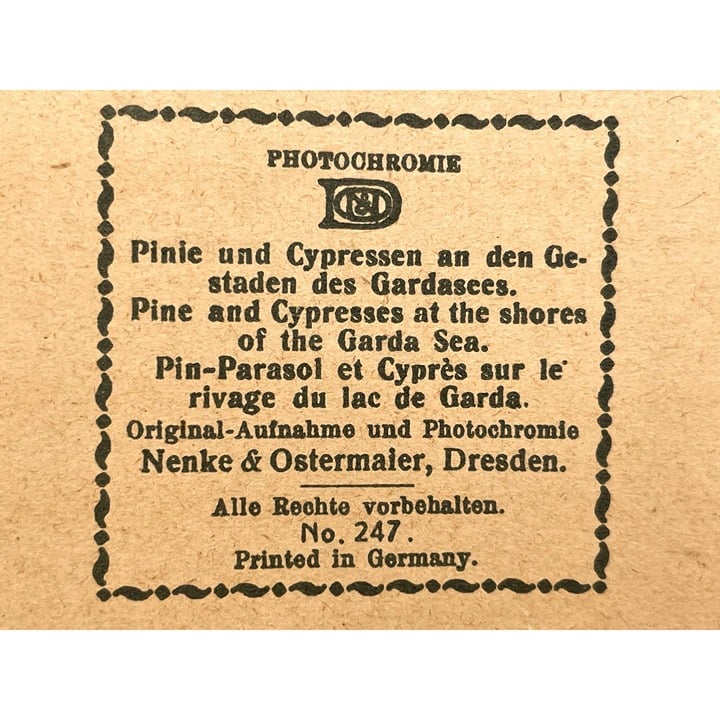 PHOTOCHROMIE
Pinie und Cypressen an den Ge-
staden des Gardasees.
Pine and Cypresses at the shores
of the Garda Sea.
Pin-Parasol et Cyprès sur le
rivage du lac de Garda.
Original-Aufnahme und Photochromie
Nenke & Ostermaier, Dresden.
Alle Rechte vorbehalten.
No. 247.
Printed in Germany.